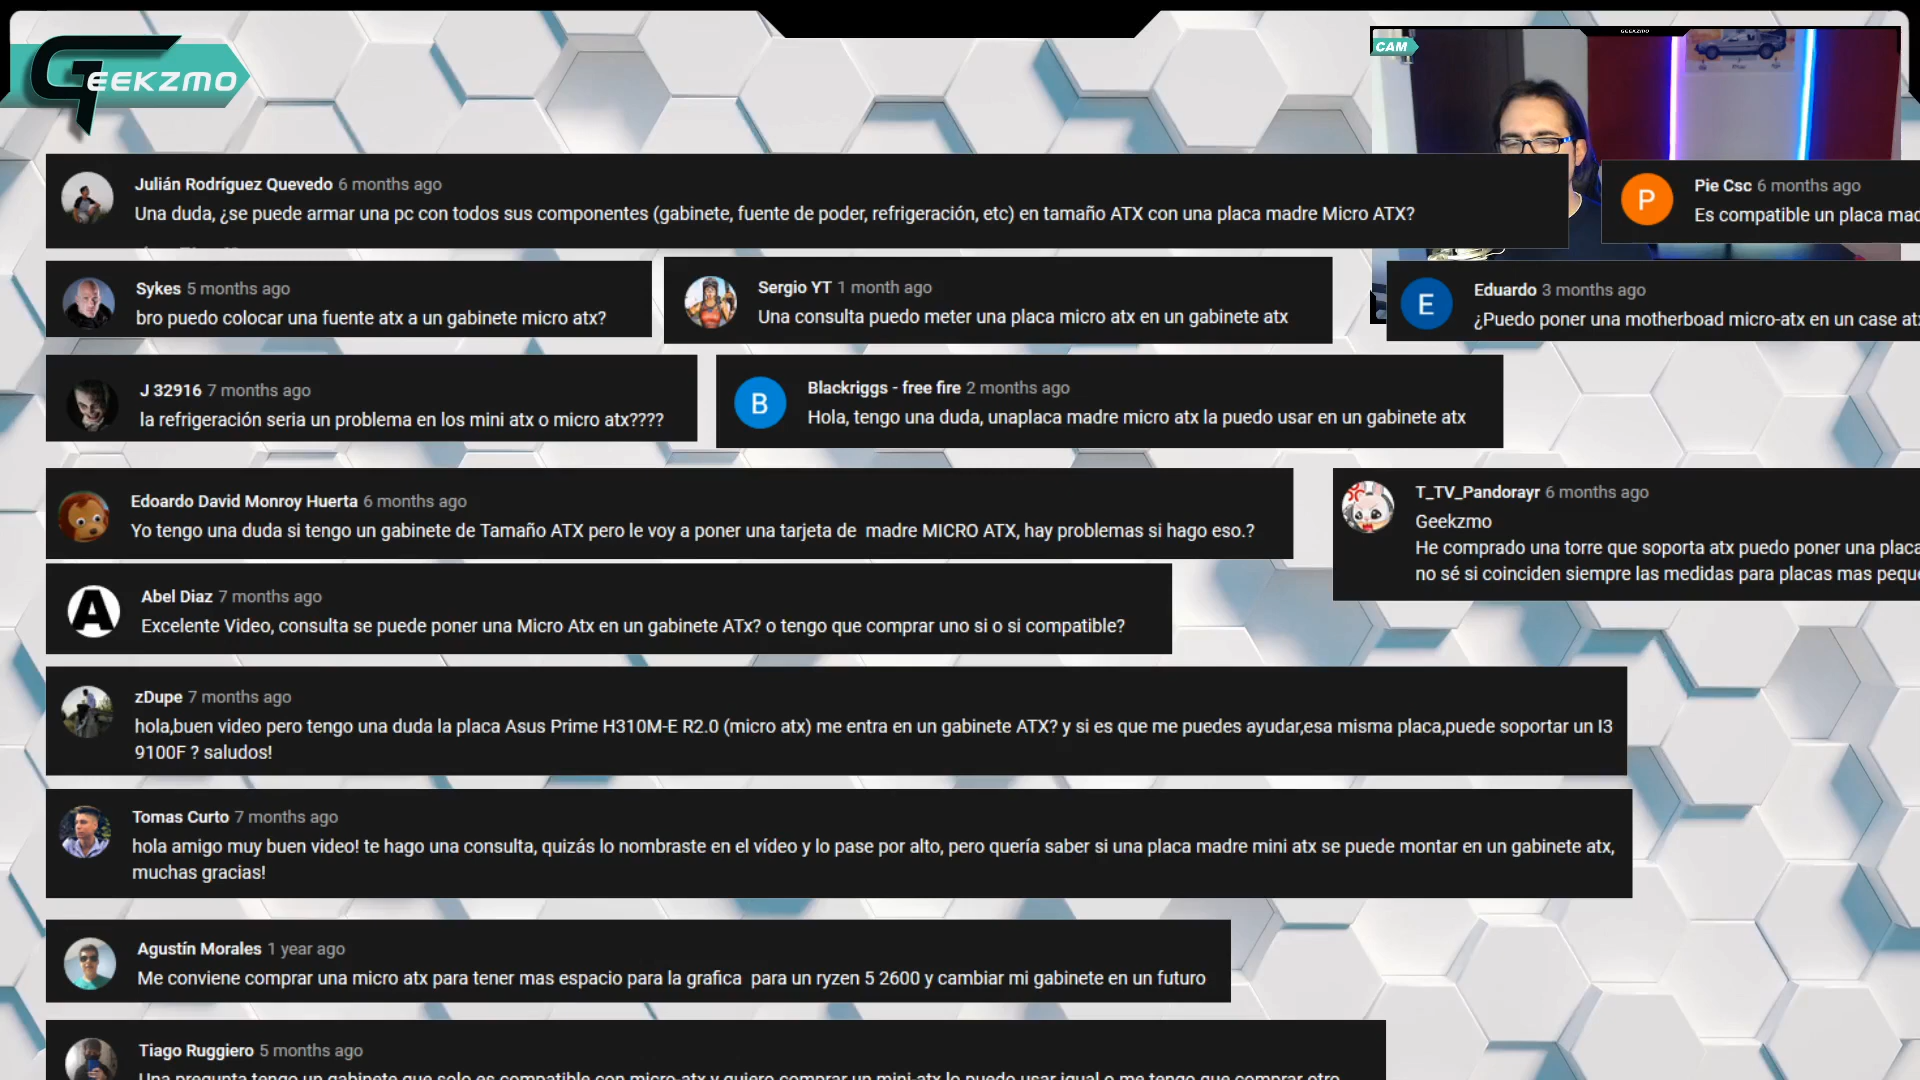 GEEKZMO
CAM
GEEKZMO
Julián Rodríguez Quevedo 6 months ago
Una duda, ¿se puede armar una pc con todos sus componentes (gabinete, fuente de poder, refrigeración, etc) en tamaño ATX con una placa madre Micro ATX?
P
Pie Csc 6 months ago
Es compatible un placa mad
Sykes 5 months ago
bro puedo colocar una fuente atx a un gabinete micro atx?
Sergio YT 1 month ago
Una consulta puedo meter una placa micro atx en un gabinete atx
E
Eduardo 3 months ago
¿Puedo poner una motherboad micro-atx en un case atx
J 32916 7 months ago
la refrigeración seria un problema en los mini atx o micro atx????
B
Blackriggs - free fire 2 months ago
Hola, tengo una duda, unaplaca madre micro atx la puedo usar en un gabinete atx
Edoardo David Monroy Huerta 6 months ago
Yo tengo una duda si tengo un gabinete de Tamaño ATX pero le voy a poner una tarjeta de madre MICRO ATX, hay problemas si hago eso.?
T_TV_Pandorayr 6 months ago
Geekzmo
He comprado una torre que soporta atx puedo poner una placa
no sé si coinciden siempre las medidas para placas mas peque
A
Abel Diaz 7 months ago
Excelente Video, consulta se puede poner una Micro Atx en un gabinete ATx? o tengo que comprar uno si o si compatible?
zDupe 7 months ago
hola,buen video pero tengo una duda la placa Asus Prime H310M-E R2.0 (micro atx) me entra en un gabinete ATX? y si es que me puedes ayudar,esa misma placa,puede soportar un I3
9100F ? saludos!
Tomas Curto 7 months ago
hola amigo muy buen video! te hago una consulta, quizás lo nombraste en el vídeo y lo pase por alto, pero quería saber si una placa madre mini atx se puede montar en un gabinete atx,
muchas gracias!
Agustín Morales 1 year ago
Me conviene comprar una micro atx para tener mas espacio para la grafica para un ryzen 5 2600 y cambiar mi gabinete en un futuro
Tiago Ruggiero 5 months ago
Una pregunta tengo un gabinete que solo es compatible con micro atx y quiero comprar un mini atx lo puedo usar igual o me tengo que comprar otro